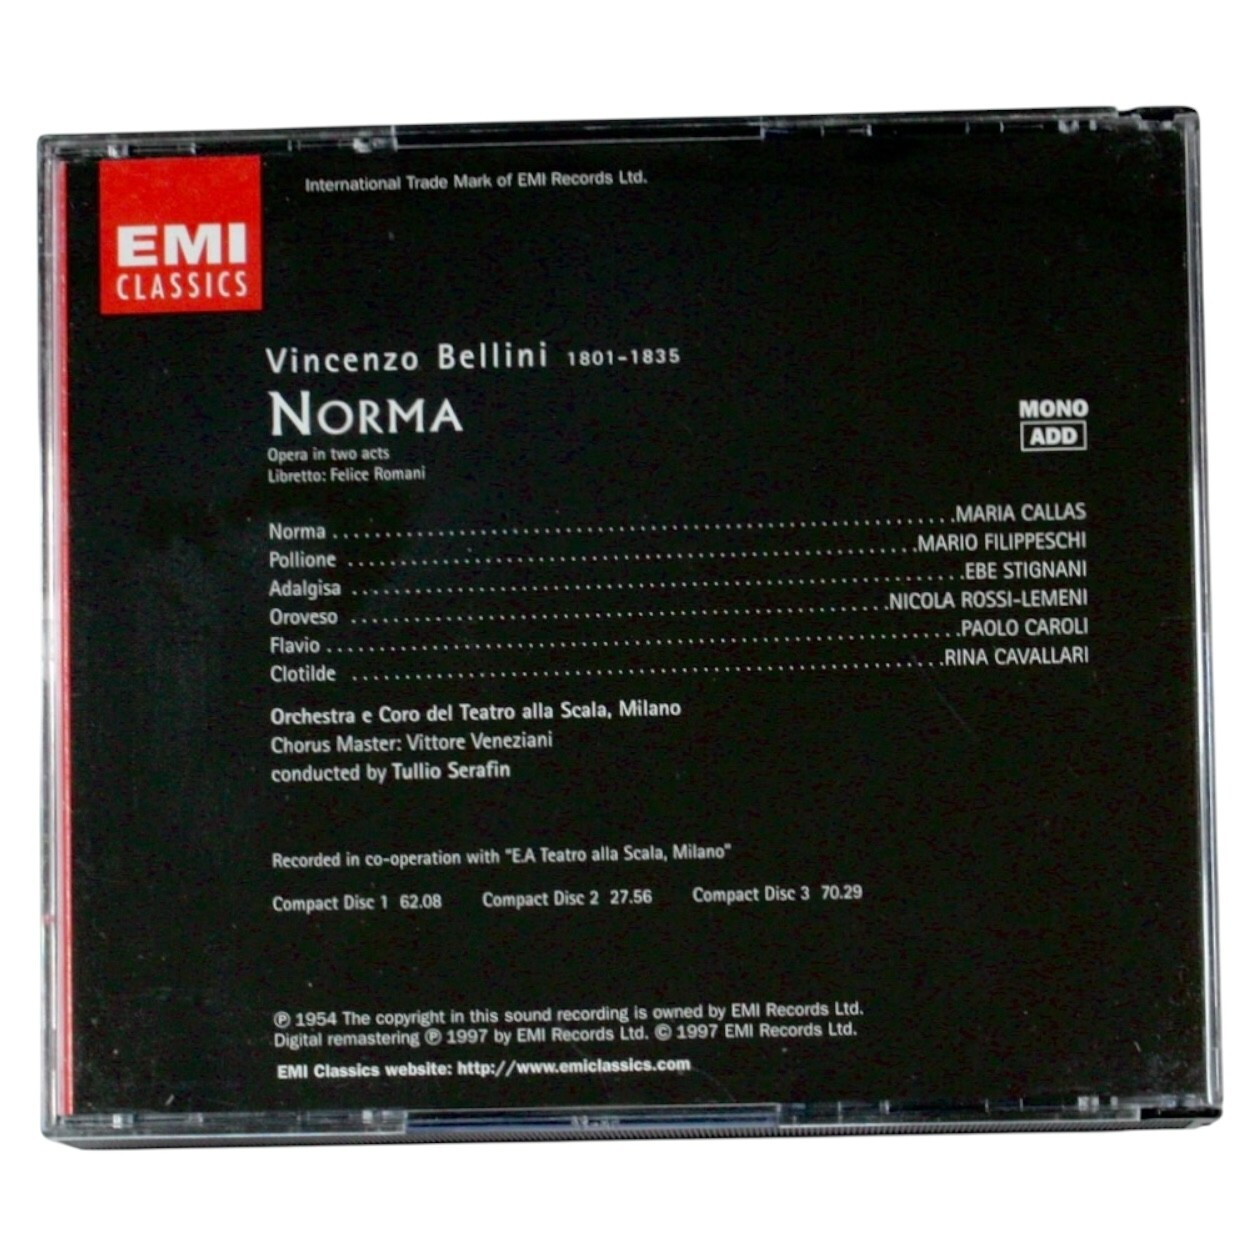 International Trade Mark of EMI Records Ltd.
EMI
CLASSICS
Vincenzo Bellini 1801-1835
NORMA
Opera in two acts
Libretto: Felice Romani
MONO
ADD
Norma ........................................ MARIA CALLAS
Pollione ........................................ MARIO FILIPPESCHI
Adalgisa ........................................ EBE STIGNANI
Oroveso ........................................ NICOLA ROSSI-LEMENI
Flavio ........................................ PAOLO CAROLI
Clotilde ........................................ RINA CAVALLARI
Orchestra e Coro del Teatro alla Scala, Milano
Chorus Master: Vittore Veneziani
conducted by Tullio Serafin
Recorded in co-operation with "E.A Teatro alla Scala, Milano"
Compact Disc 1 62.08 Compact Disc 2 27.56 Compact Disc 3 70.29
℗ 1954 The copyright in this sound recording is owned by EMI Records Ltd.
Digital remastering ℗ 1997 by EMI Records Ltd. © 1997 EMI Records Ltd.
EMI Classics website: http://www.emiclassics.com